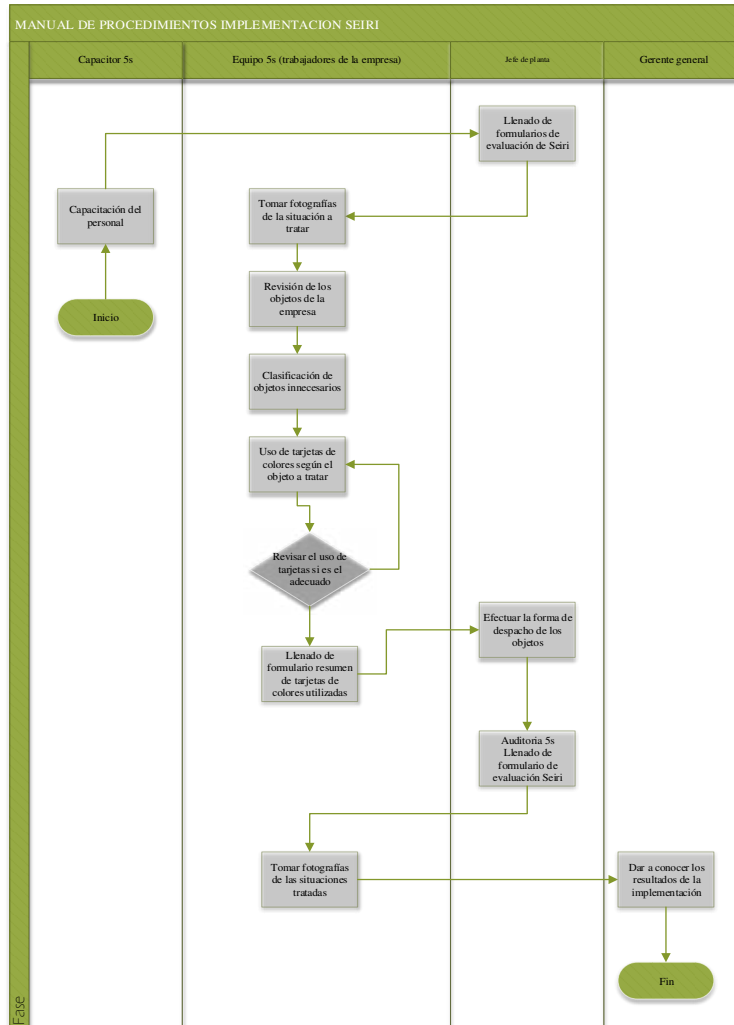 MANUAL DE PROCEDIMIENTOS IMPLEMENTACION SEIRI
Capacitor 5s
Equipo 5s (trabajadores de la empresa)
Jefe de planta
Gerente general
Llenado de
formularios de
evaluación de Seiri
Capacitación del
personal
Tomar fotografías
de la situación a
tratar
Revisión de los
objetos de la
empresa
Inicio
Clasificación de
objetos innecesarios
Uso de tarjetas de
colores según el
objeto a tratar
Revisar el uso de
tarjetas si es el
adecuado
Efectuar la forma de
despacho de los
objetos
Llenado de
formulario resumen
de tarjetas de
colores utilizadas
Auditoria 5s
Llenado de
formulario de
evaluación Seiri
Tomar fotografías
de las situaciones
tratadas
Dar a conocer los
resultados de la
implementación
Fin
Fase